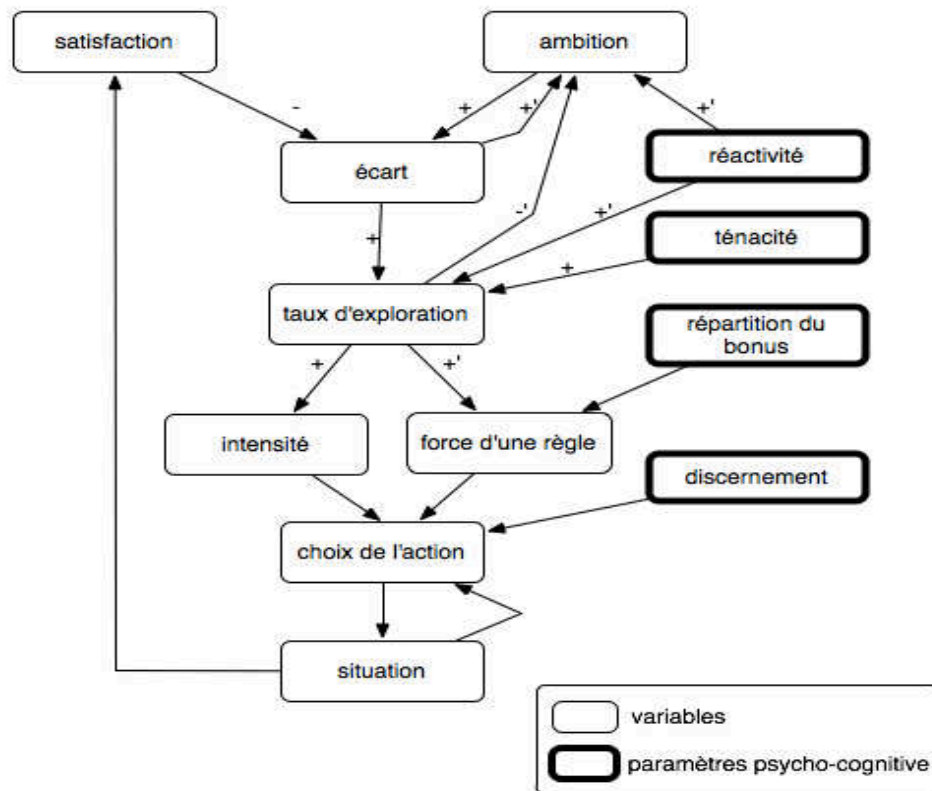 satisfaction
ambition
-
+
+'
+'
écart
réactivité
-'
+'
+
ténacité
+
taux d'exploration
répartition du
bonus
+
+'
intensité
force d'une règle
discernement
choix de l'action
situation
variables
paramètres psycho-cognitive